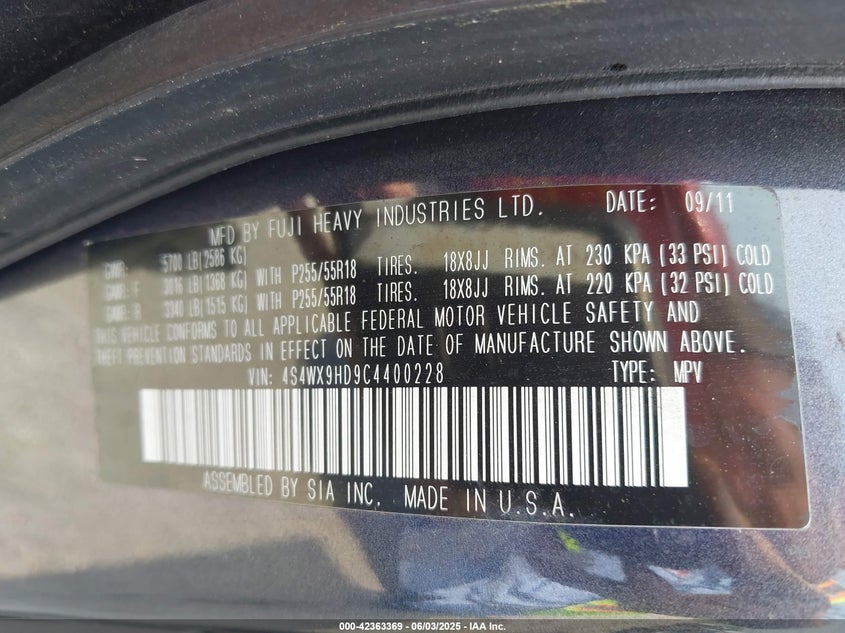 MFD BY FUJI HEAVY INDUSTRIES LTD. DATE: 09/11
GVWR: 5700 LB(2586 KG)
GAWR: F 3016 LB(1368 KG) WITH P255/55R18 TIRES. 18X8JJ RIMS. AT 230 KPA (33 PSI) COLD
GAWR: R 3340 LB(1515 KG) WITH P255/55R18 TIRES. 18X8JJ RIMS. AT 220 KPA (32 PSI) COLD
THIS VEHICLE CONFORMS TO ALL APPLICABLE FEDERAL MOTOR VEHICLE SAFETY AND
THEFT PREVENTION STANDARDS IN EFFECT ON THE DATE OF MANUFACTURE SHOWN ABOVE.
VIN: 4S4WX9HD9C4400228 TYPE: MPV
ASSEMBLED BY SIA INC. MADE IN U.S.A.
000-42363369 - 06/03/2025 - IAA Inc.